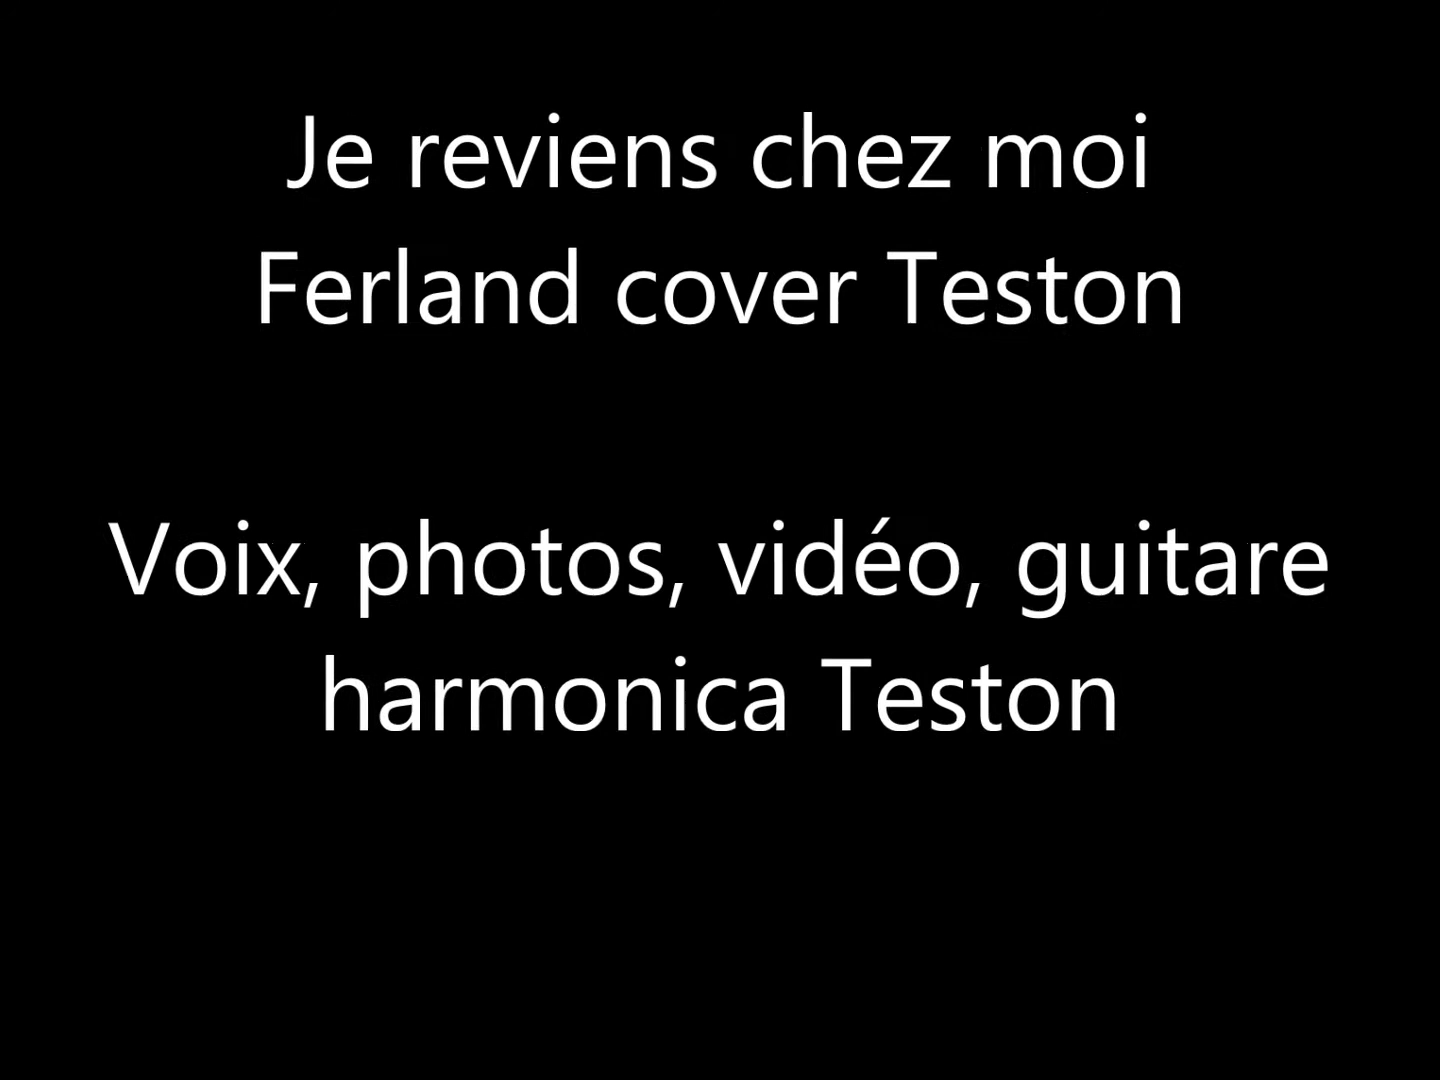 Je reviens chez moi
Ferland cover Teston
Voix, photos, vidéo, guitare
harmonica Teston